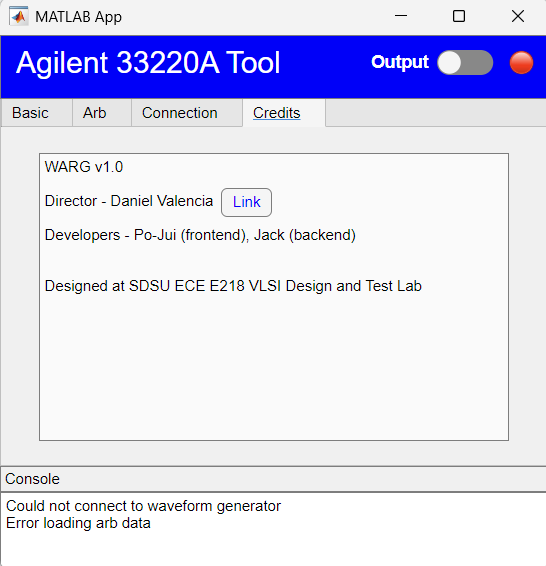 MATLAB App
Agilent 33220A Tool
Output
Basic
Arb
Connection
Credits
WARG v1.0
Director - Daniel Valencia Link
Developers - Po-Jui (frontend), Jack (backend)
Designed at SDSU ECE E218 VLSI Design and Test Lab
Console
Could not connect to waveform generator
Error loading arb data